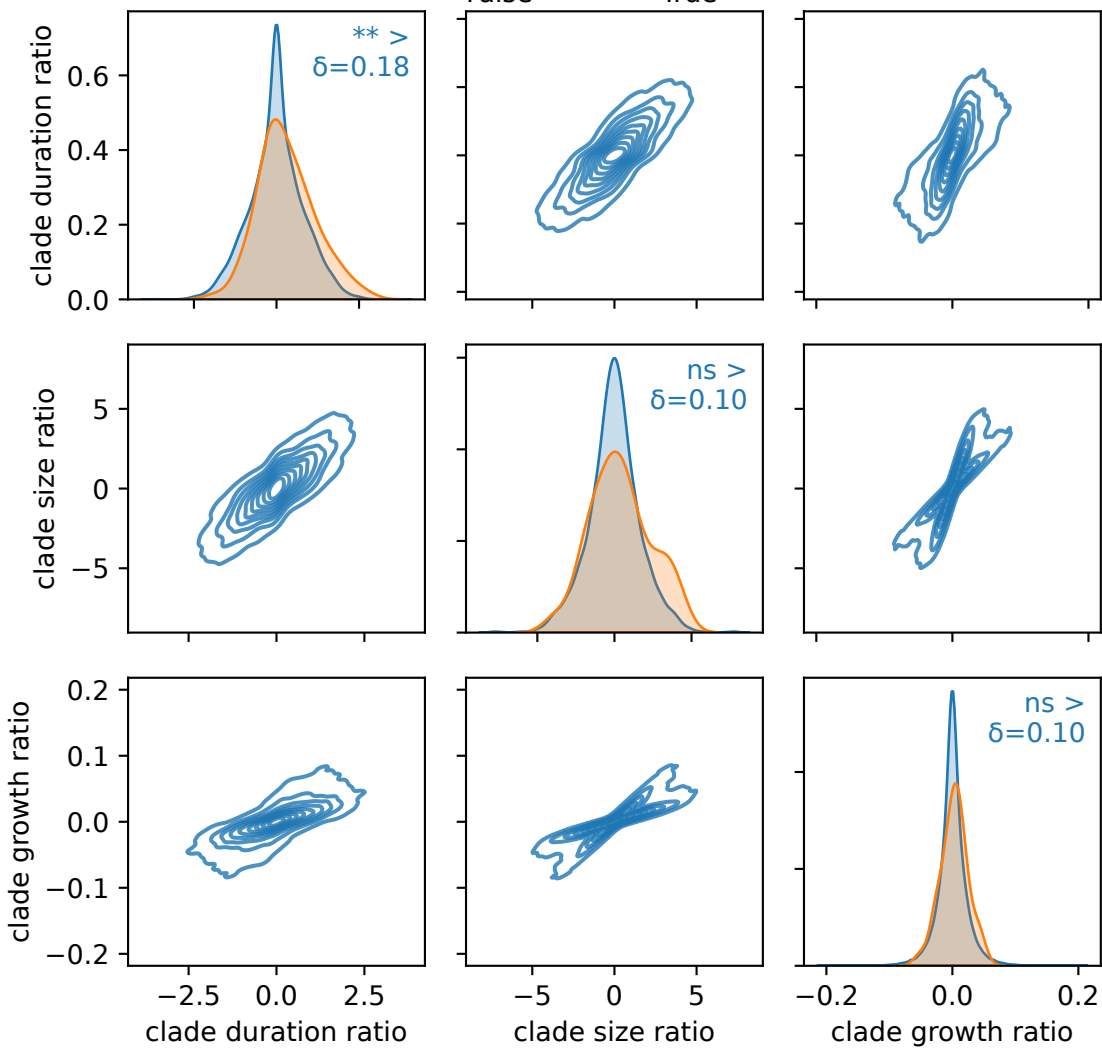 ** >
δ=0.18
clade duration ratio
0.6
0.4
0.2
0.0
ns >
δ=0.10
clade size ratio
5
0
−5
ns >
δ=0.10
clade growth ratio
0.2
0.1
0.0
−0.1
−0.2
−2.5 0.0 2.5
−5 0 5
−0.2 0.0 0.2
clade duration ratio
clade size ratio
clade growth ratio